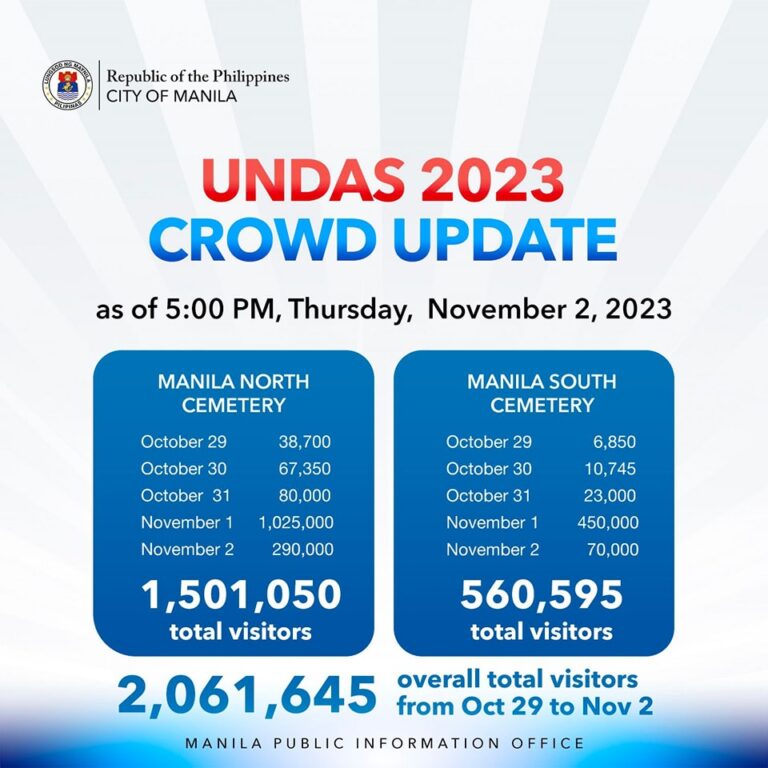 LUNGSOD NG MAYNILA
PILIPINAS
Republic of the Philippines
CITY OF MANILA
UNDAS 2023
CROWD UPDATE
as of 5:00 PM, Thursday, November 2, 2023
MANILA NORTH
CEMETERY
October 29 38,700
October 30 67,350
October 31 80,000
November 1 1,025,000
November 2 290,000
1,501,050
total visitors
MANILA SOUTH
CEMETERY
October 29 6,850
October 30 10,745
October 31 23,000
November 1 450,000
November 2 70,000
560,595
total visitors
2,061,645
overall total visitors
from Oct 29 to Nov 2
MANILA PUBLIC INFORMATION OFFICE